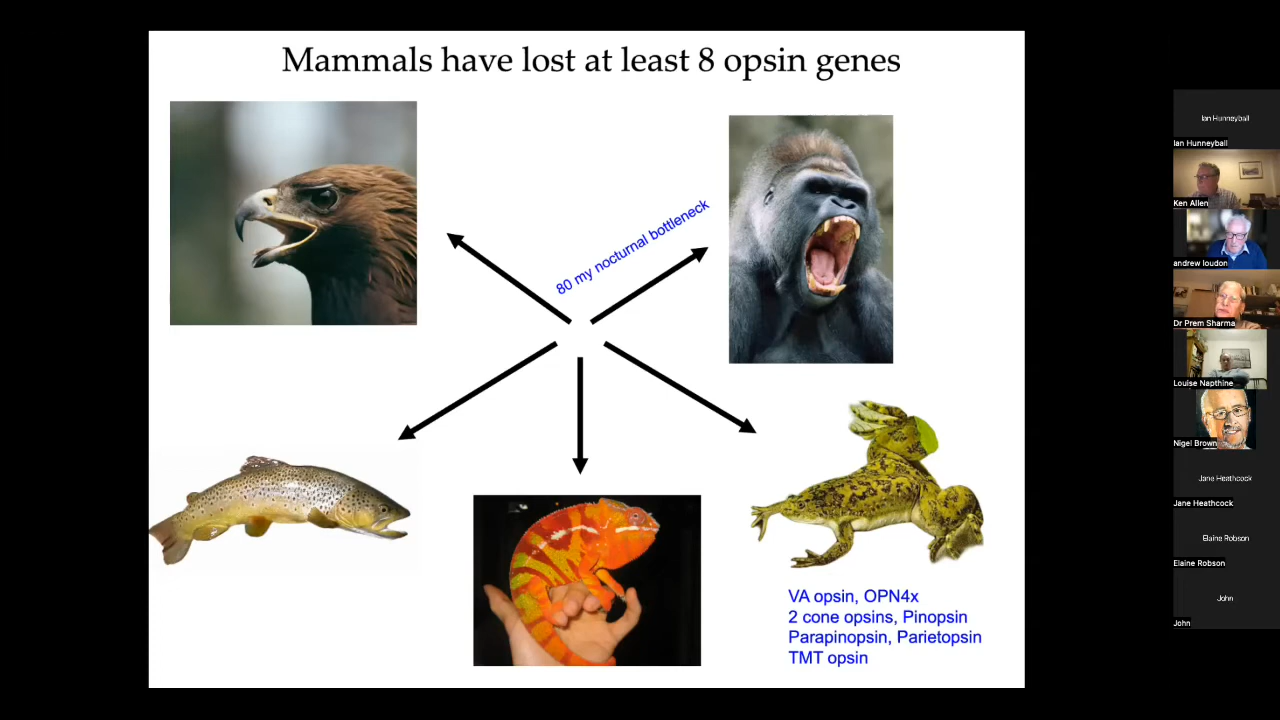 Mammals have lost at least 8 opsin genes
80 my nocturnal bottleneck
VA opsin, OPN4x
2 cone opsins, Pinopsin
Parapinopsin, Parietopsin
TMT opsin
Ian Hunneyball
Ian Hunneyball
Ken Allen
andrew loudon
Dr Prem Sharma
Louise Napthine
Nigel Brown
Jane Heathcock
Jane Heathcock
Elaine Robson
Elaine Robson
John
John